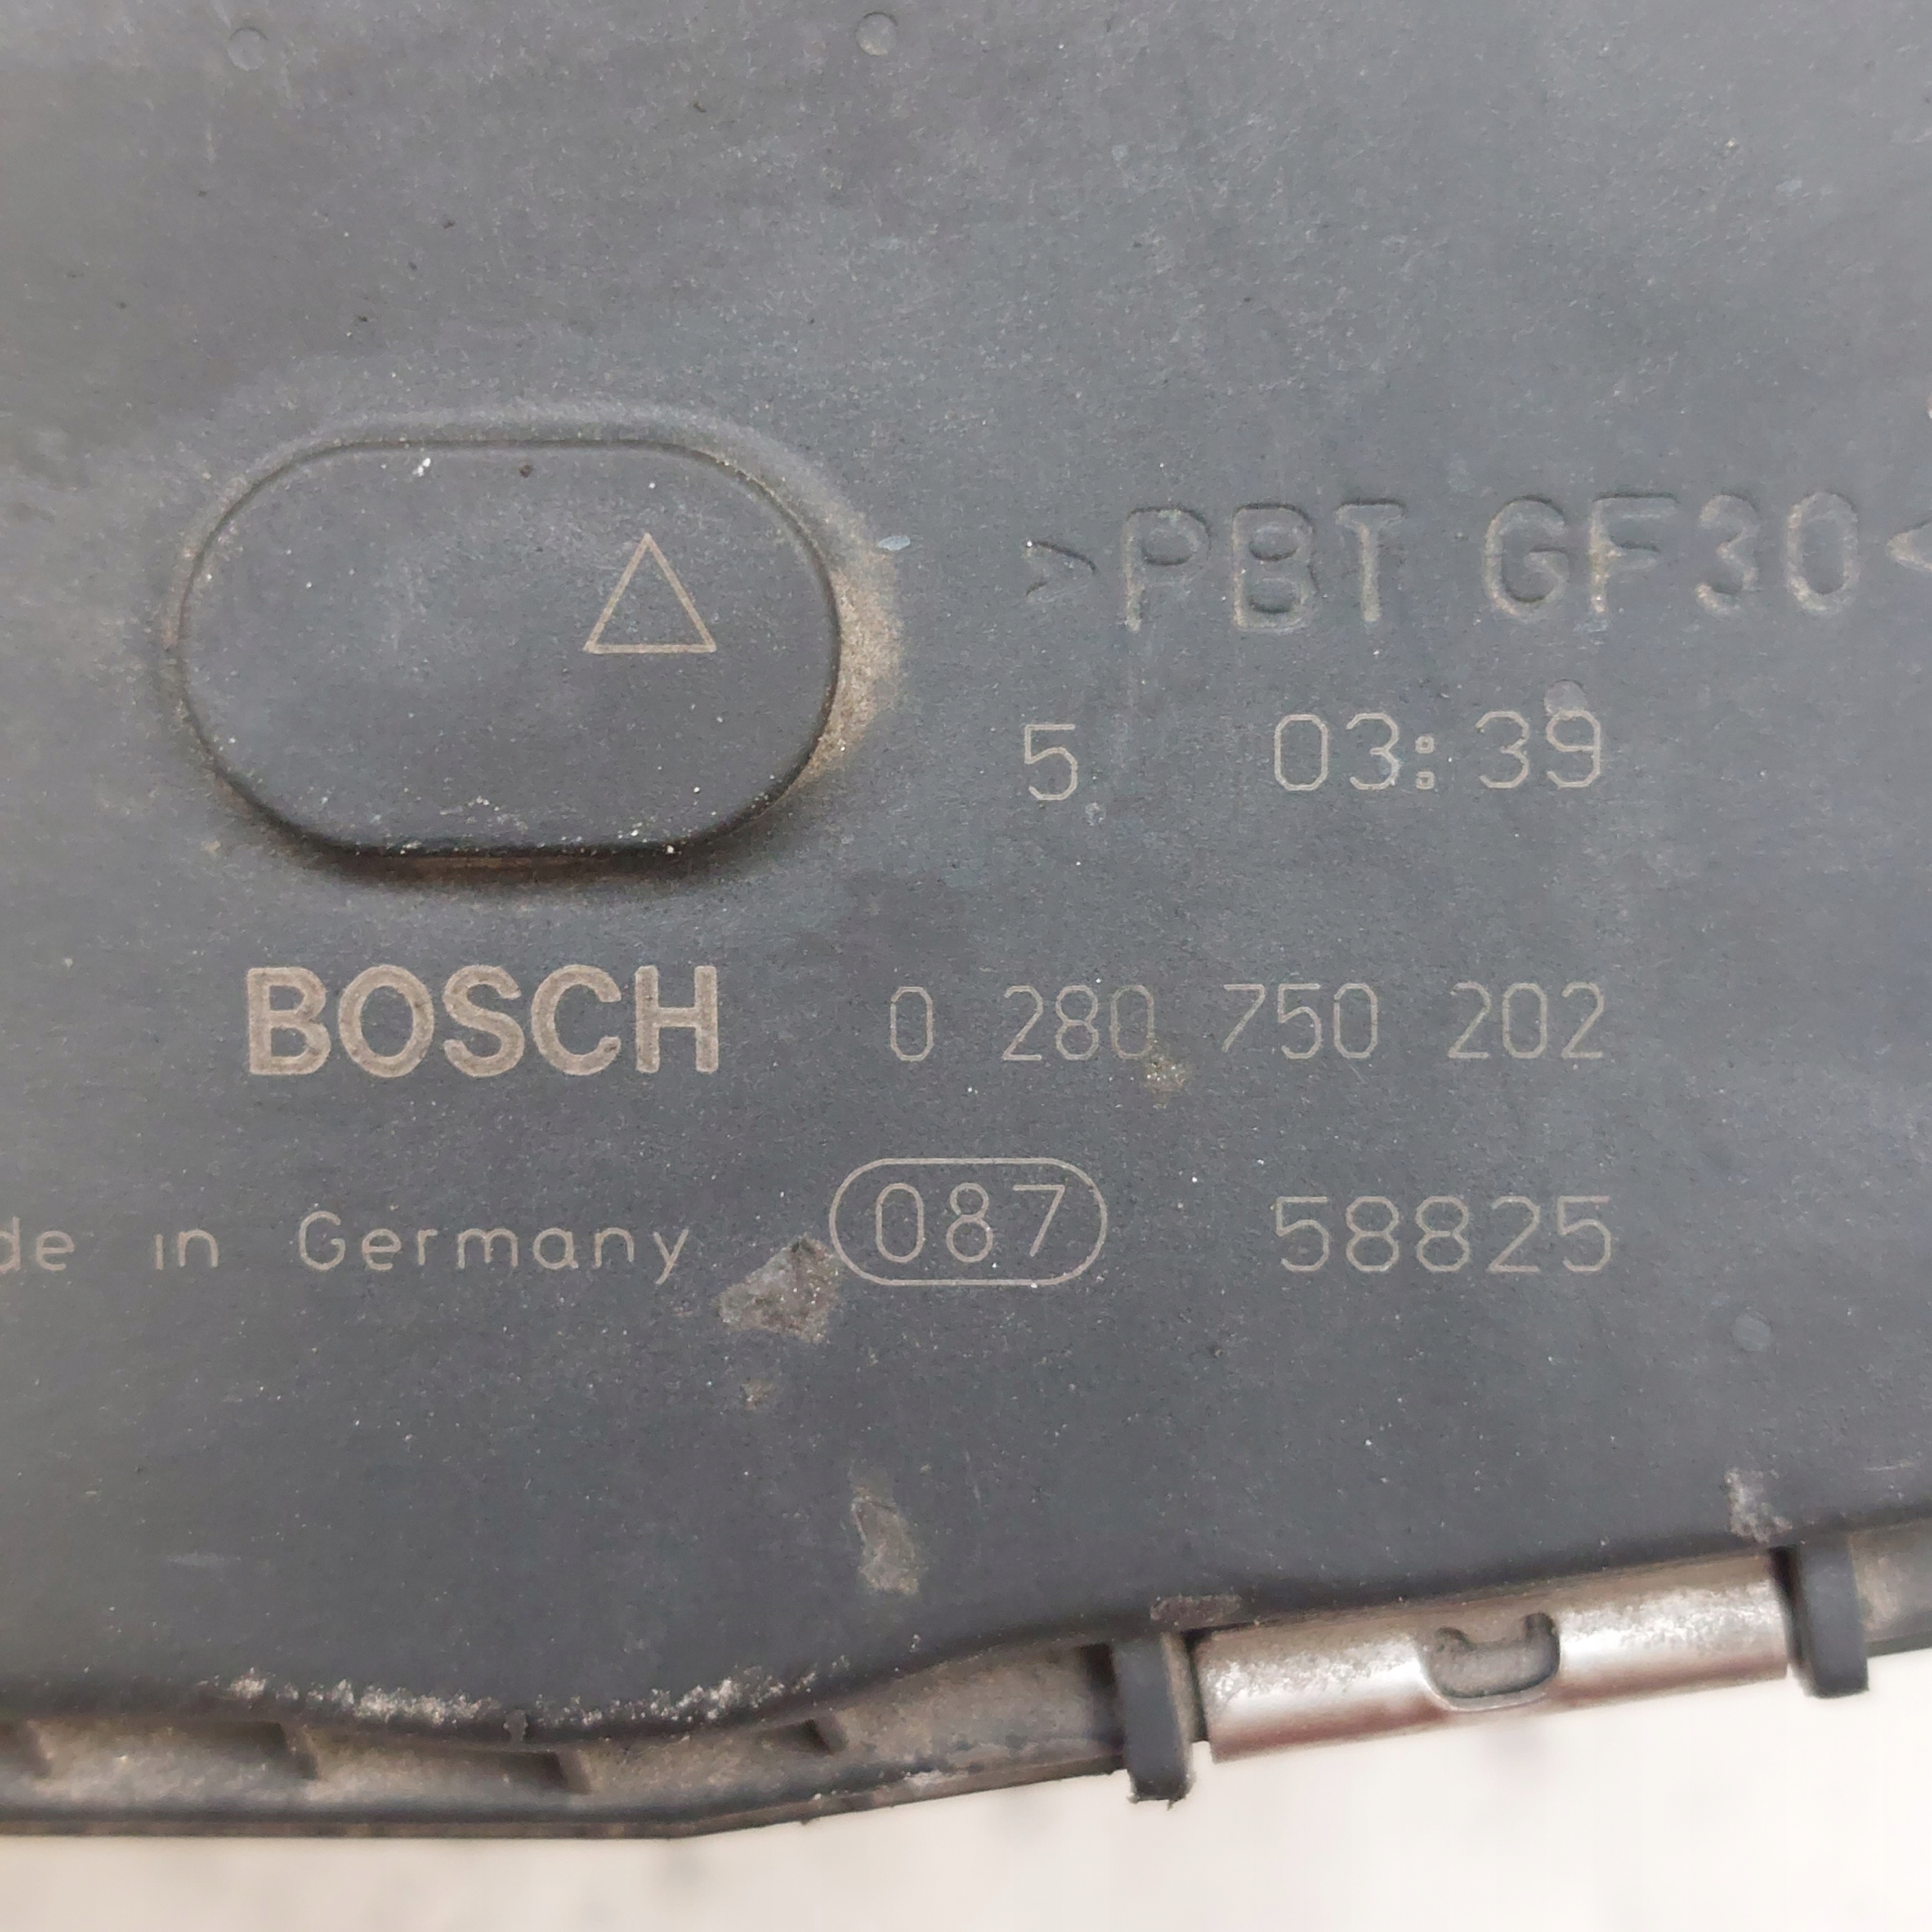 >PBT GF30<
5 03:39
BOSCH 0 280 750 202
de in Germany 087 58825